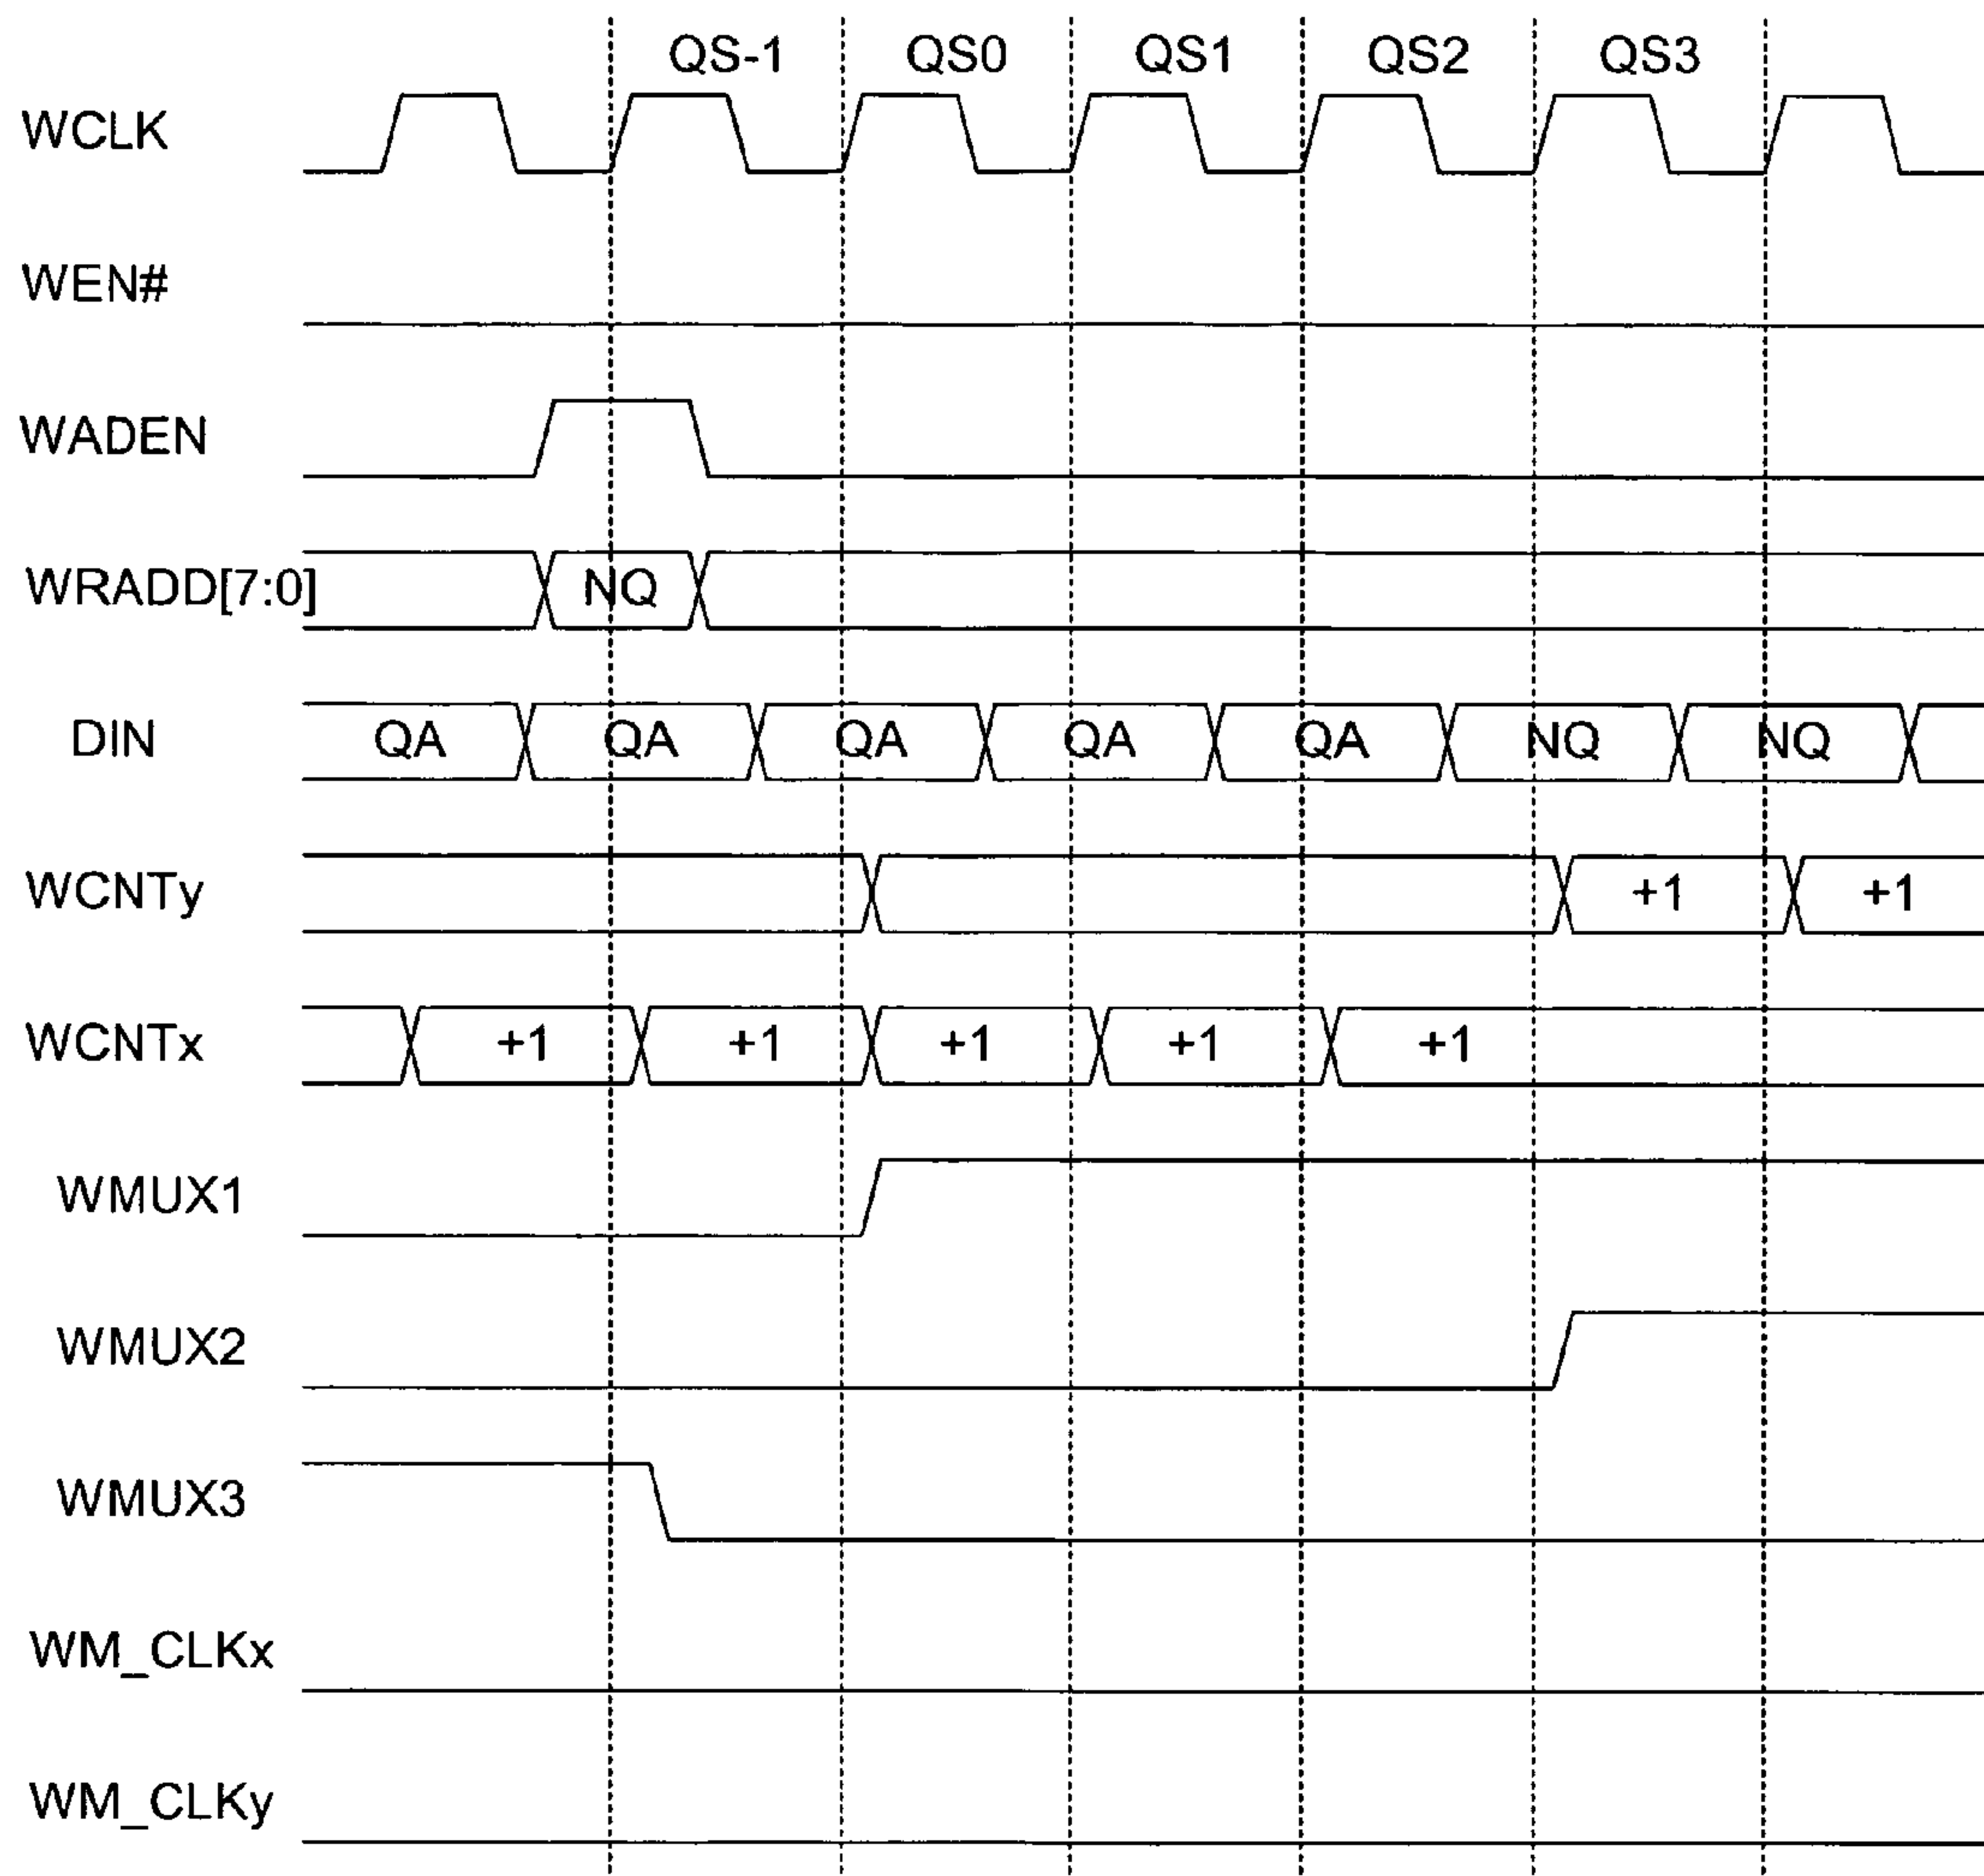 QS-1 QS0 QS1 QS2 QS3
WCLK
WEN#
WADEN
WRADD[7:0] NQ
DIN QA QA QA QA QA NQ NQ
WCNTy +1 +1
WCNTx +1 +1 +1 +1 +1
WMUX1
WMUX2
WMUX3
WM_CLKx
WM_CLKy